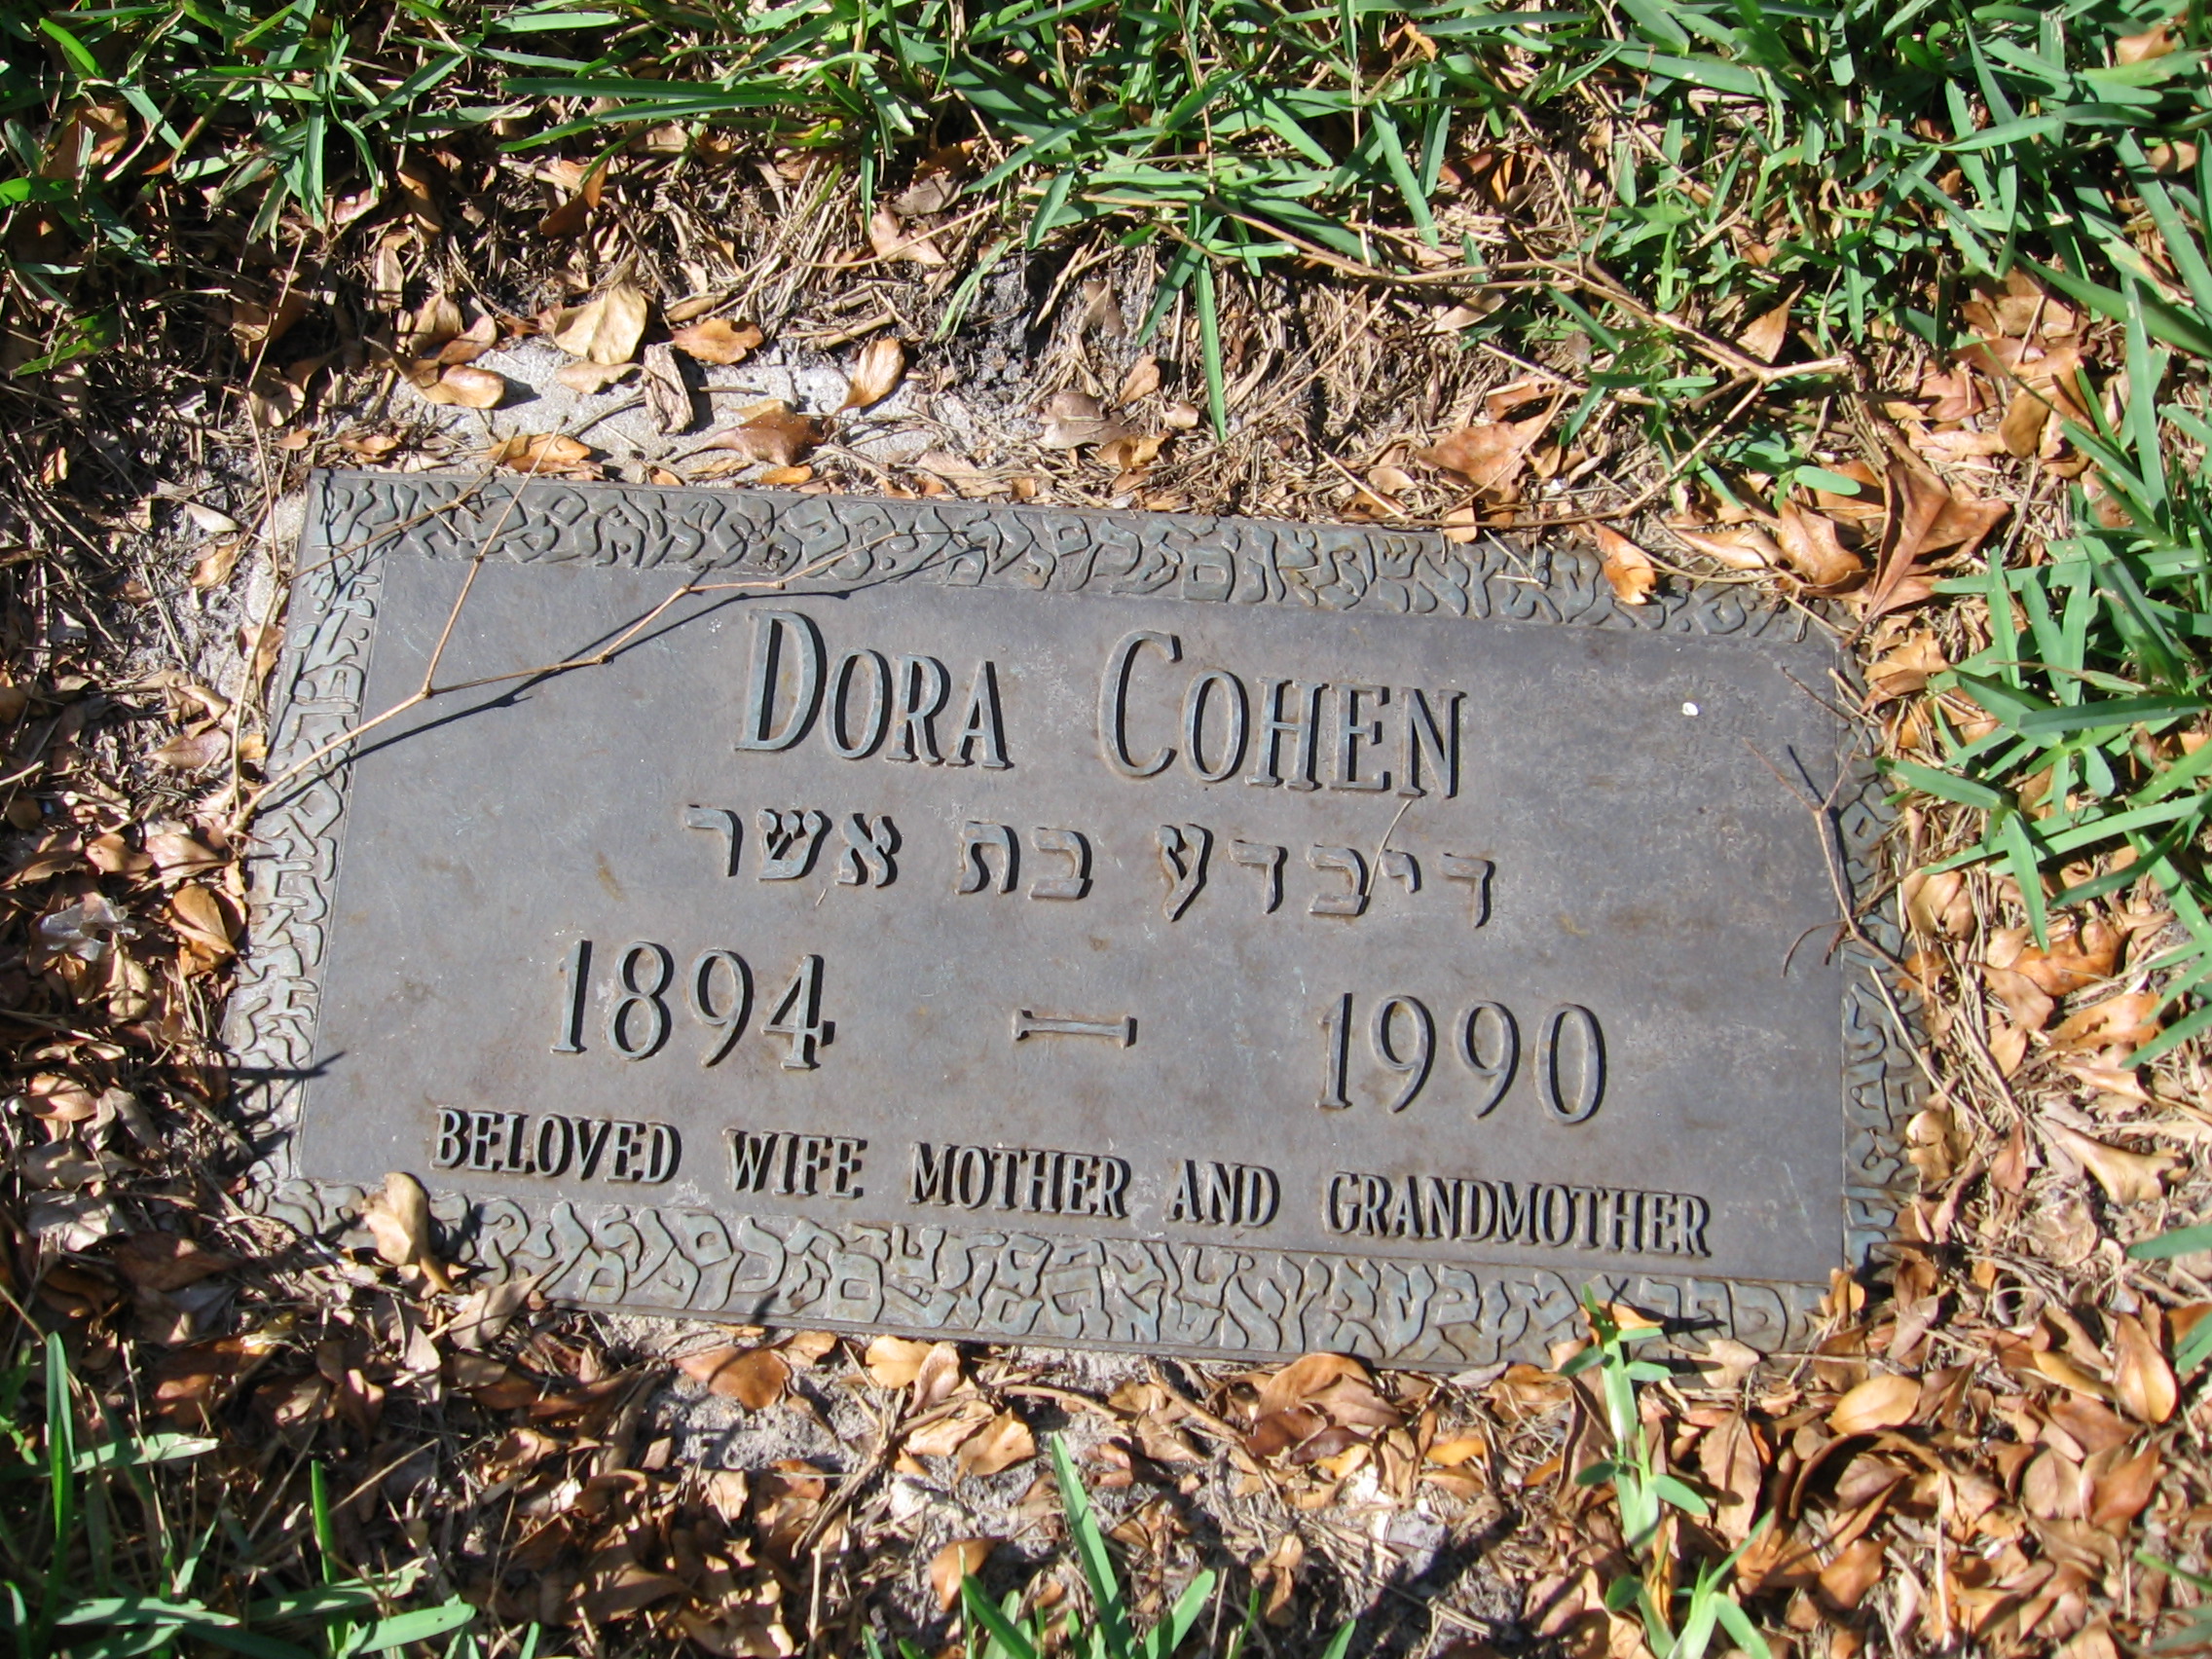 DORA COHEN
דיבדע בת אשר
1894 – 1990
BELOVED WIFE MOTHER AND GRANDMOTHER